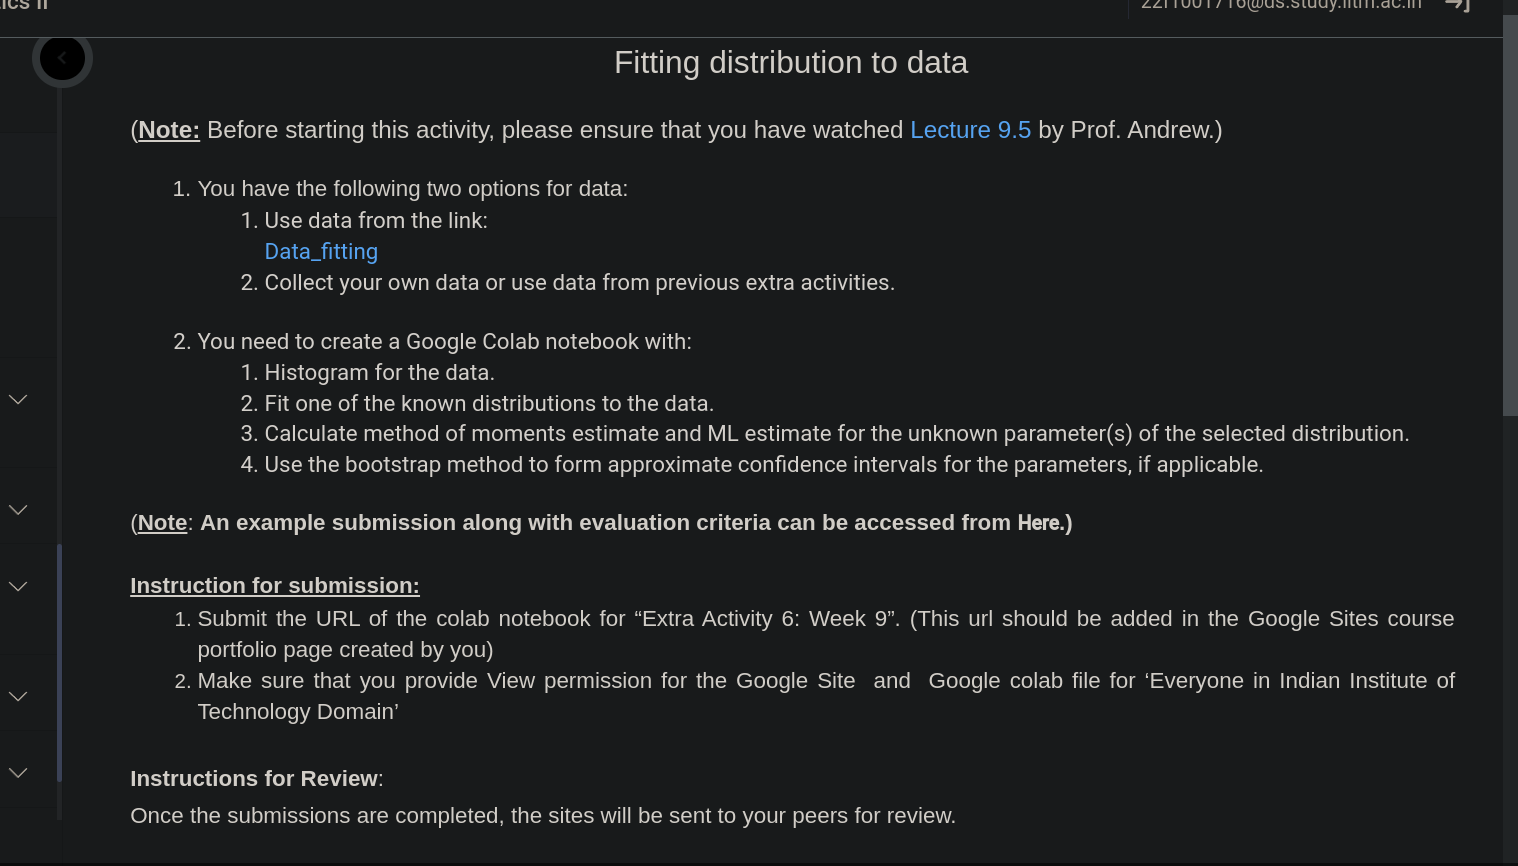 Fitting distribution to data
(Note: Before starting this activity, please ensure that you have watched Lecture 9.5 by Prof. Andrew.)
1. You have the following two options for data:
1. Use data from the link:
Data_fitting
2. Collect your own data or use data from previous extra activities.
2. You need to create a Google Colab notebook with:
1. Histogram for the data.
2. Fit one of the known distributions to the data.
3. Calculate method of moments estimate and ML estimate for the unknown parameter(s) of the selected distribution.
4. Use the bootstrap method to form approximate confidence intervals for the parameters, if applicable.
(Note: An example submission along with evaluation criteria can be accessed from Here.)
Instruction for submission:
1. Submit the URL of the colab notebook for “Extra Activity 6: Week 9”. (This url should be added in the Google Sites course
portfolio page created by you)
2. Make sure that you provide View permission for the Google Site and Google colab file for ‘Everyone in Indian Institute of
Technology Domain’
Instructions for Review:
Once the submissions are completed, the sites will be sent to your peers for review.